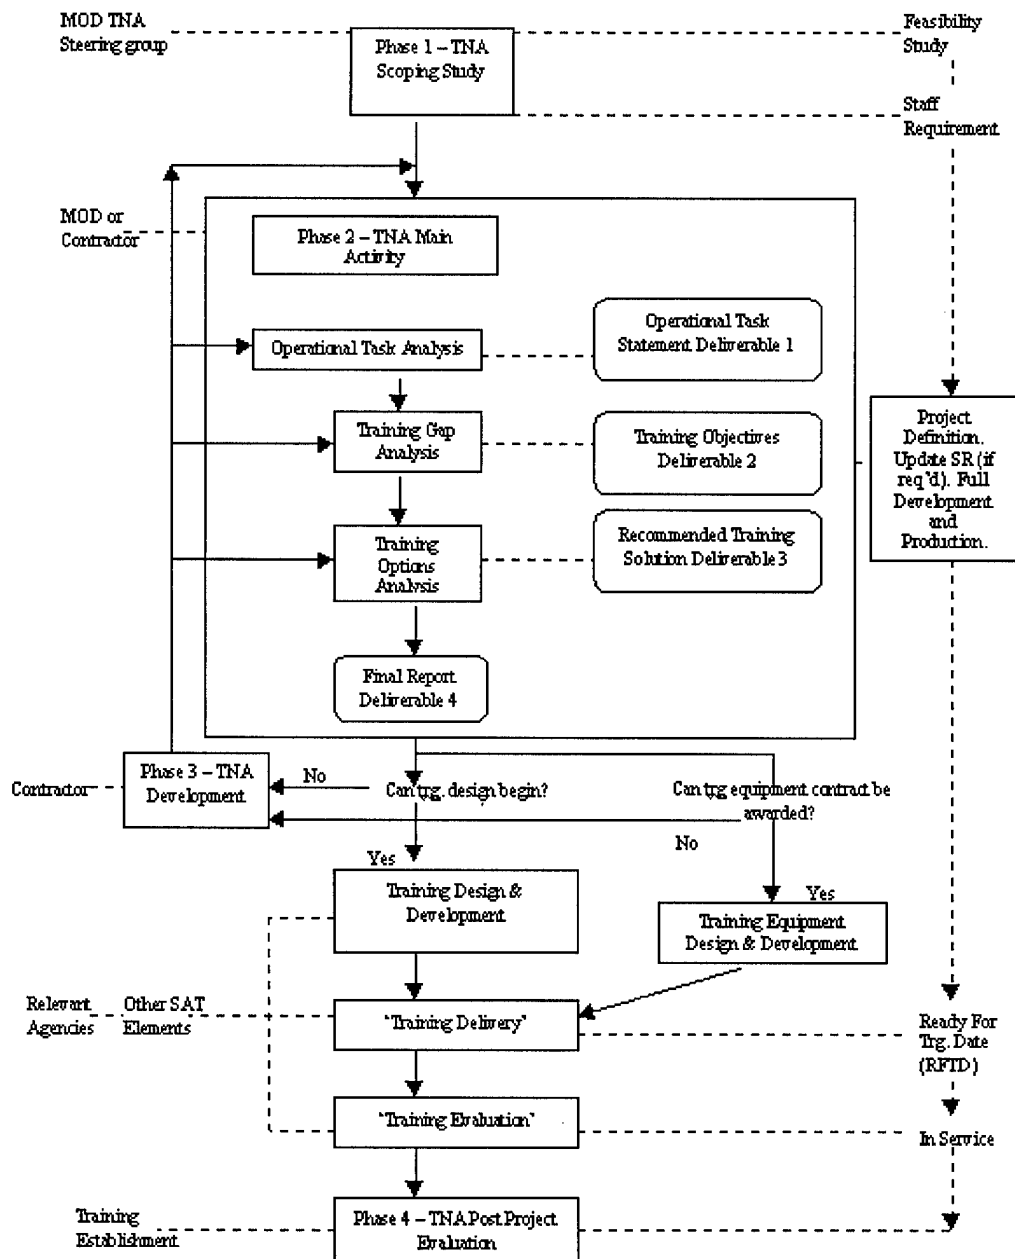 MOD TNA
Steering group
Phase 1 – TNA
Scoping Study
Feasibility
Study
Staff
Requirement
MOD or
Contractor
Phase 2 – TNA Main
Activity
Operational Task Analysis
Operational Task
Statement Deliverable 1
Training Gap
Analysis
Training Objectives
Deliverable 2
Project
Definition.
Update SR (if
req'd). Full
Development
and
Production.
Training
Options
Analysis
Recommended Training
Solution Deliverable 3
Final Report
Deliverable 4
Contractor
Phase 3 – TNA
Development
No
Can trg. design begin?
Can trg equipment contract be
awarded?
No
Yes
Training Design &
Development
Yes
Training Equipment
Design & Development
Relevant
Agencies
Other SAT
Elements
'Training Delivery'
Ready For
Trg. Date
(RFTD)
'Training Evaluation'
In Service
Training
Establishment
Phase 4 – TNA Post Project
Evaluation